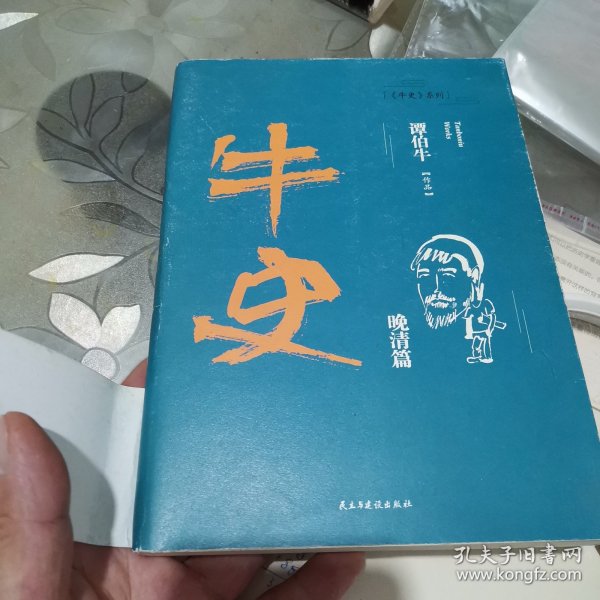 「《牛史》系列」
牛史
谭伯牛
【作品】
Tanboniu
Works
晚清篇
民主与建设出版社
孔夫子旧书网
www.kongfz.com